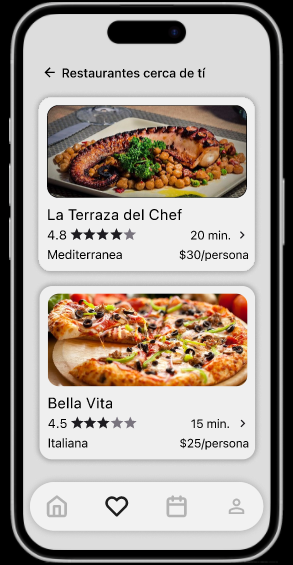 Restaurantes cerca de tí
La Terraza del Chef
4.8 20 min.
Mediterranea $30/persona
Bella Vita
4.5 15 min.
Italiana $25/persona